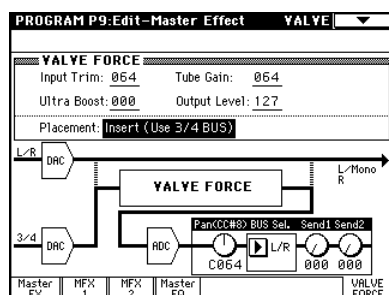 PROGRAM P9:Edit-Master Effect VALVE
VALVE FORCE
Input Trim: 064 Tube Gain: 064
Ultra Boost: 000 Output Level: 127
Placement: Insert (Use 3/4 BUS)
L/R DAC L/Mono
R
VALVE FORCE
Pan(CC#8) BUS Sel. Send1 Send2
3/4 DAC ADC L/R
C064 000 000
Master FX MFX 1 MFX 2 Master EQ VALVE FORCE